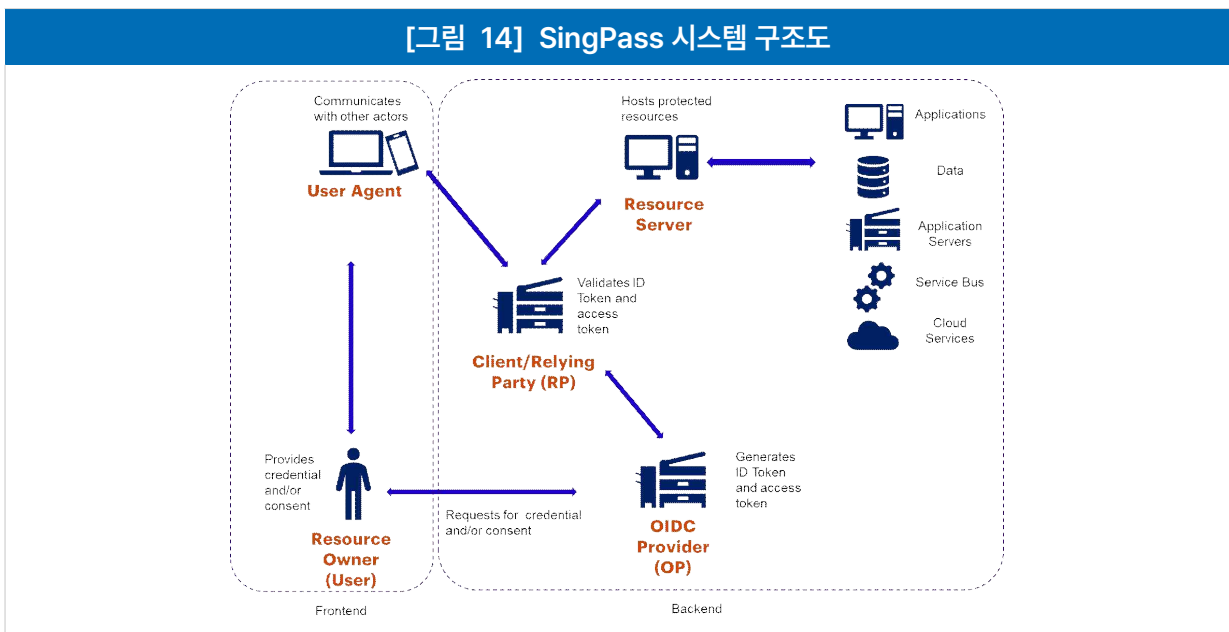 [그림 14] SingPass 시스템 구조도
Communicates
with other actors
User Agent
Hosts protected
resources
Resource
Server
Applications
Data
Application
Servers
Service Bus
Cloud
Services
Validates ID
Token and
access
token
Client/Relying
Party (RP)
Provides
credential
and/or
consent
Resource
Owner
(User)
Requests for credential
and/or consent
Generates
ID Token
and access
token
OIDC
Provider
(OP)
Frontend
Backend